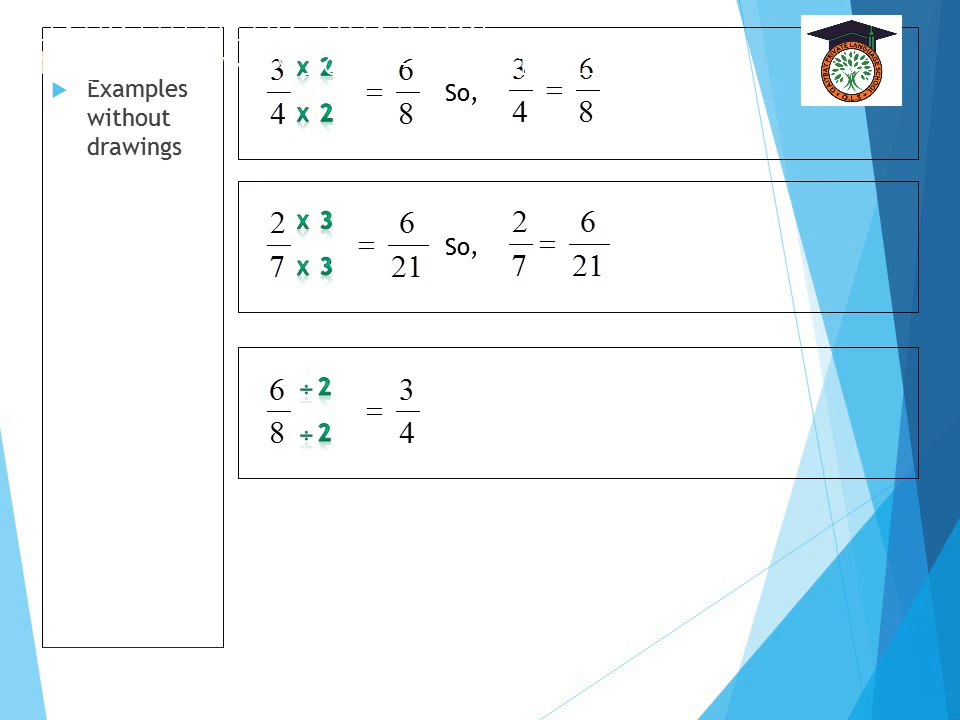 Examples
without
drawings
3/4 x 2 / x 2 = 6/8 So, 3/4 = 6/8
2/7 x 3 / x 3 = 6/21 So, 2/7 = 6/21
6/8 ÷ 2 / ÷ 2 = 3/4